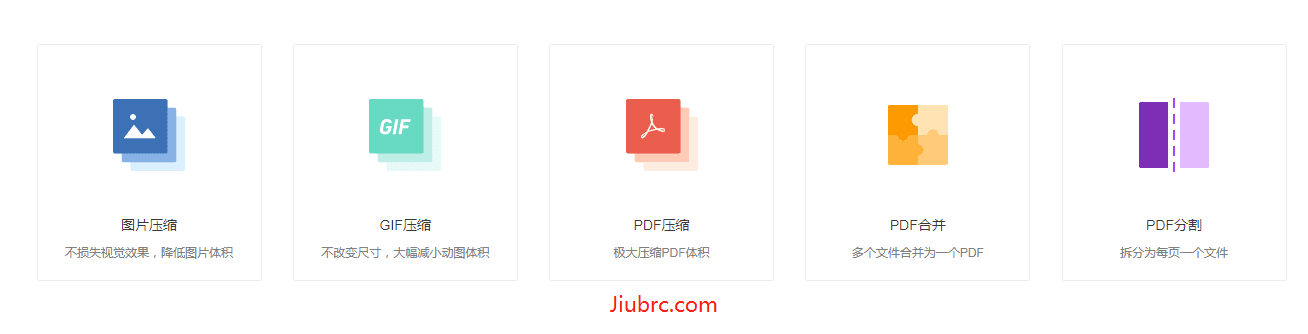 GIF
图片压缩
不损失视觉效果，降低图片体积
GIF压缩
不改变尺寸，大幅减小动图体积
PDF压缩
极大压缩PDF体积
PDF合并
多个文件合并为一个PDF
PDF分割
拆分为每页一个文件
Jiubrc.com